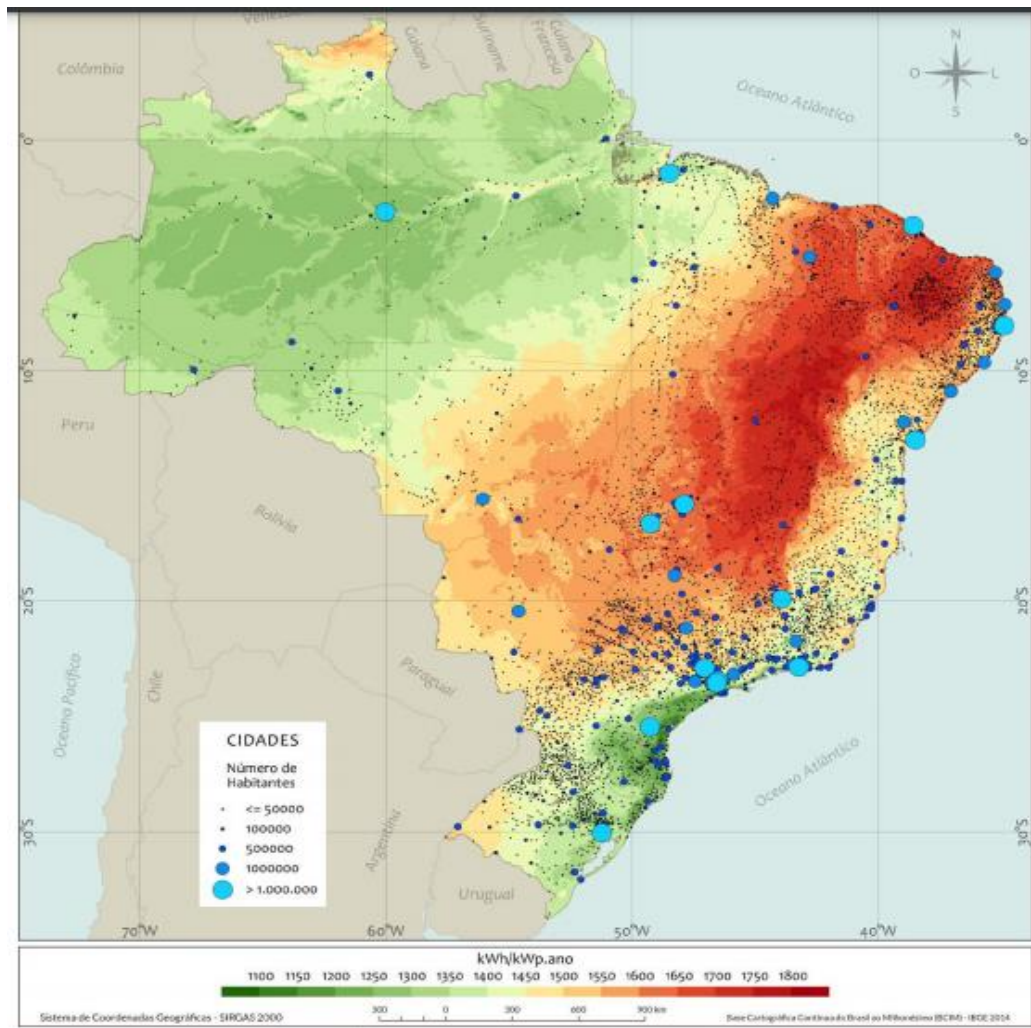 Venezuela
Guiana
Suriname
Guiana
Francesa
Colômbia
N
O
L
S
Oceano Atlântico
0°
0°
10°S
10°S
Peru
Bolívia
20°S
20°S
Paraguai
Chile
Oceano Pacífico
Oceano Atlântico
CIDADES
Número de
Habitantes
<= 50000
100000
500000
1000000
> 1.000.000
Argentina
30°S
30°S
Uruguai
70°W
60°W
50°W
40°W
kWh/kWp.ano
1100 1150 1200 1250 1300 1350 1400 1450 1500 1550 1600 1650 1700 1750 1800
300 0 300 600 900 km
Sistema de Coordenadas Geográficas - SIRGAS 2000
Base Cartográfica Contínua do Brasil ao Milionésimo (BCIM) - IBGE 2014